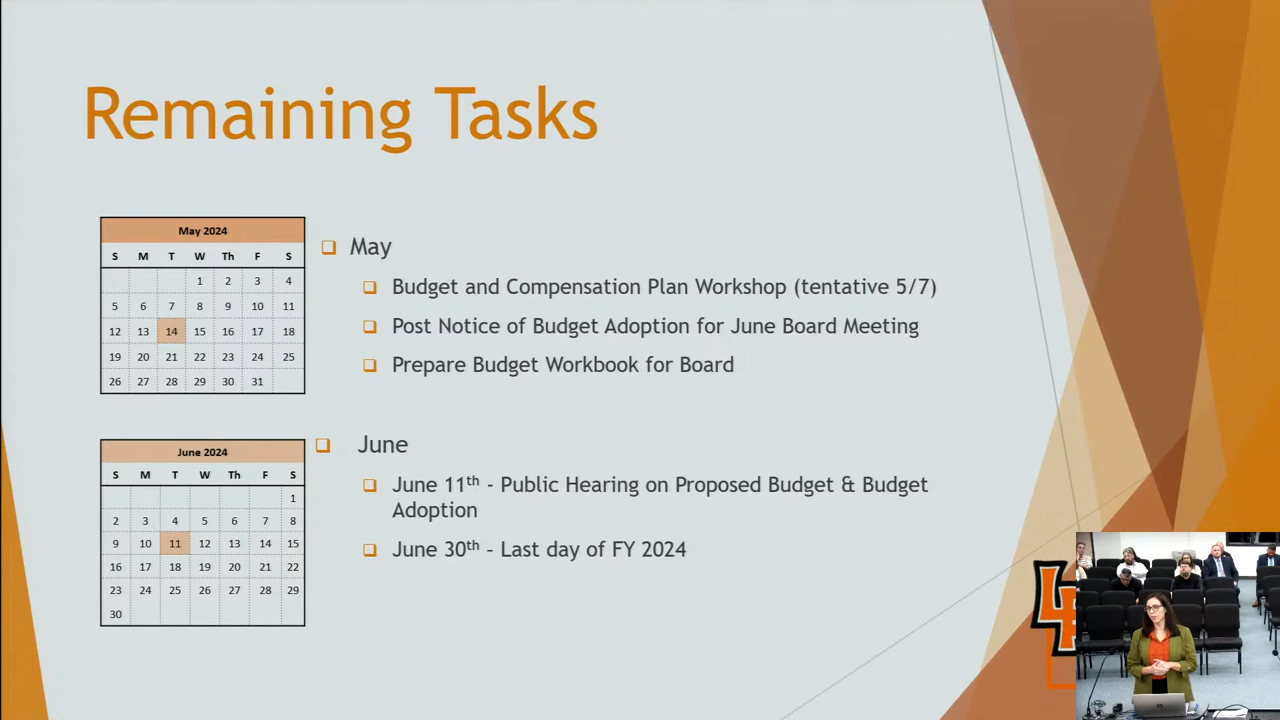 Remaining Tasks
May 2024
S M T W Th F S
1 2 3 4
5 6 7 8 9 10 11
12 13 14 15 16 17 18
19 20 21 22 23 24 25
26 27 28 29 30 31
May
Budget and Compensation Plan Workshop (tentative 5/7)
Post Notice of Budget Adoption for June Board Meeting
Prepare Budget Workbook for Board
June 2024
S M T W Th F S
1
2 3 4 5 6 7 8
9 10 11 12 13 14 15
16 17 18 19 20 21 22
23 24 25 26 27 28 29
30
June
June 11th - Public Hearing on Proposed Budget & Budget
Adoption
June 30th - Last day of FY 2024